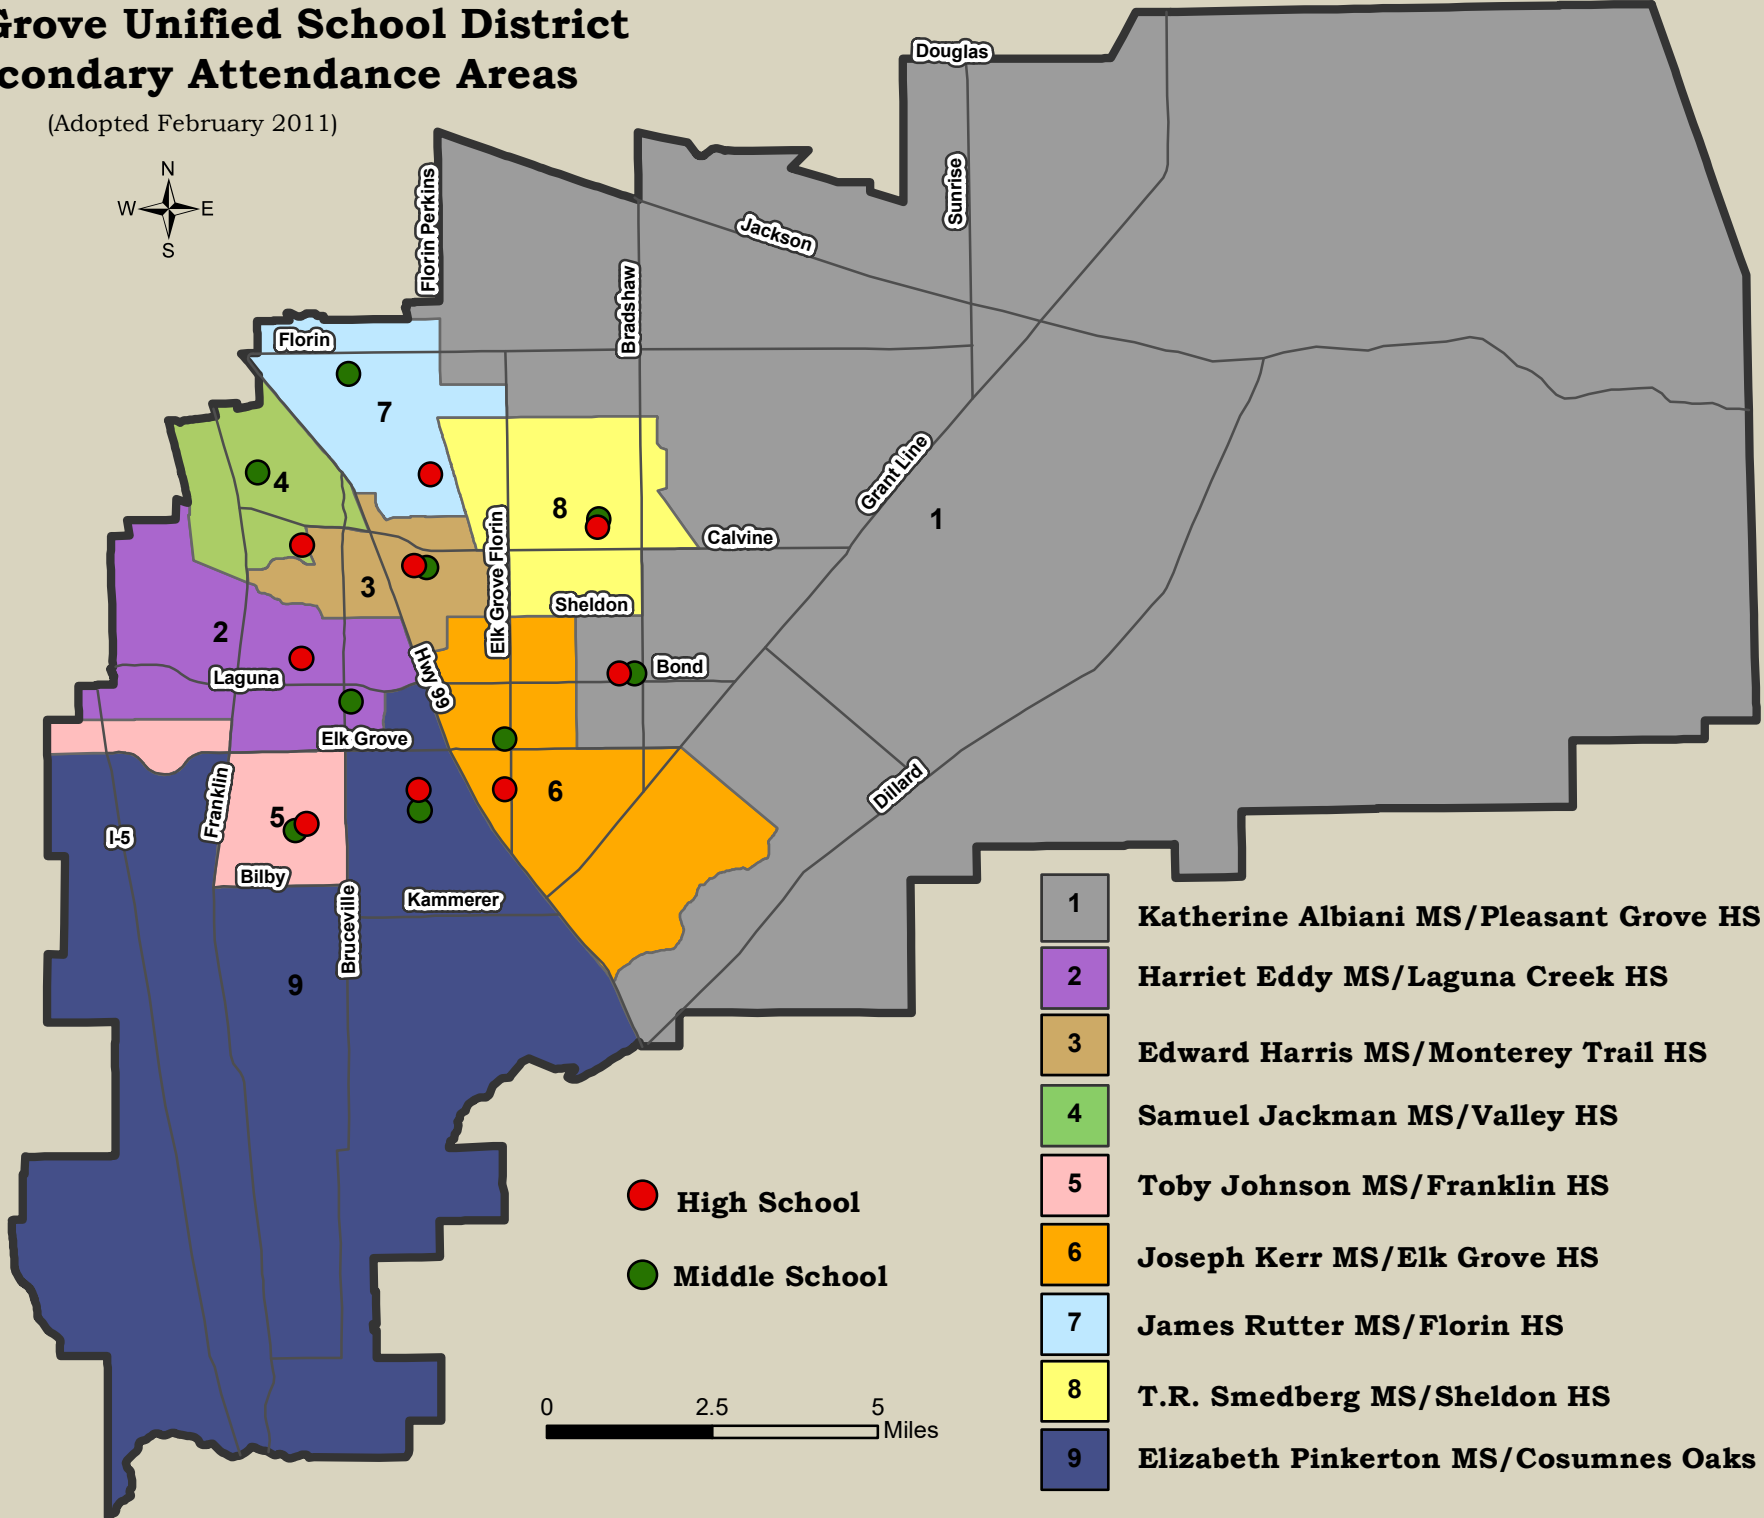 Grove Unified School District
condary Attendance Areas
(Adopted February 2011)
N
W E
S
Douglas
Florin Perkins
Sunrise
Jackson
Bradshaw
Florin
7
Grant Line
4
8
1
Calvine
Elk Grove Florin
3
Sheldon
2
Hwy 99
Bond
Laguna
Elk Grove
Franklin
Dillard
6
5
I-5
Bilby
Bruceville
Kammerer
9
1 Katherine Albiani MS/Pleasant Grove HS
2 Harriet Eddy MS/Laguna Creek HS
3 Edward Harris MS/Monterey Trail HS
4 Samuel Jackman MS/Valley HS
5 Toby Johnson MS/Franklin HS
6 Joseph Kerr MS/Elk Grove HS
7 James Rutter MS/Florin HS
8 T.R. Smedberg MS/Sheldon HS
9 Elizabeth Pinkerton MS/Cosumnes Oaks
High School
Middle School
0 2.5 5
Miles